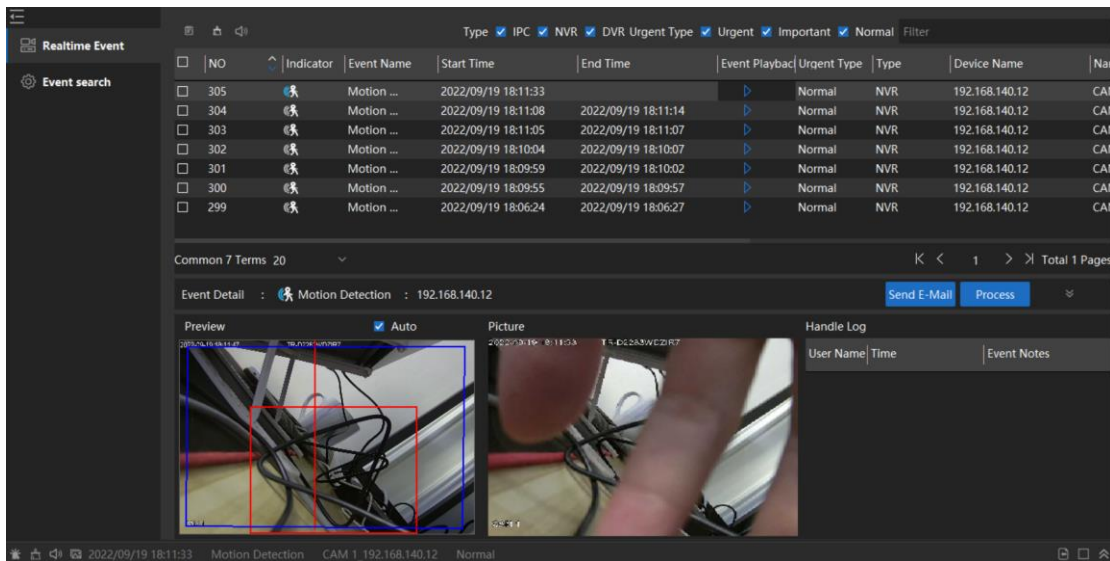 Realtime Event
Event search
Type IPC NVR DVR Urgent Type Urgent Important Normal Filter
NO Indicator Event Name Start Time End Time Event Playbac Urgent Type Type Device Name Nar
305 Motion ... 2022/09/19 18:11:33 Normal NVR 192.168.140.12 CAM
304 Motion ... 2022/09/19 18:11:08 2022/09/19 18:11:14 Normal NVR 192.168.140.12 CAM
303 Motion ... 2022/09/19 18:11:05 2022/09/19 18:11:07 Normal NVR 192.168.140.12 CAM
302 Motion ... 2022/09/19 18:10:04 2022/09/19 18:10:07 Normal NVR 192.168.140.12 CAM
301 Motion ... 2022/09/19 18:09:59 2022/09/19 18:10:02 Normal NVR 192.168.140.12 CAM
300 Motion ... 2022/09/19 18:09:55 2022/09/19 18:09:57 Normal NVR 192.168.140.12 CAM
299 Motion ... 2022/09/19 18:06:24 2022/09/19 18:06:27 Normal NVR 192.168.140.12 CAM
Common 7 Terms 20 1 Total 1 Pages
Event Detail : Motion Detection : 192.168.140.12 Send E-Mail Process
Preview Auto Picture Handle Log
User Name Time Event Notes
2022/09/19 18:11:33 Motion Detection CAM 1 192.168.140.12 Normal